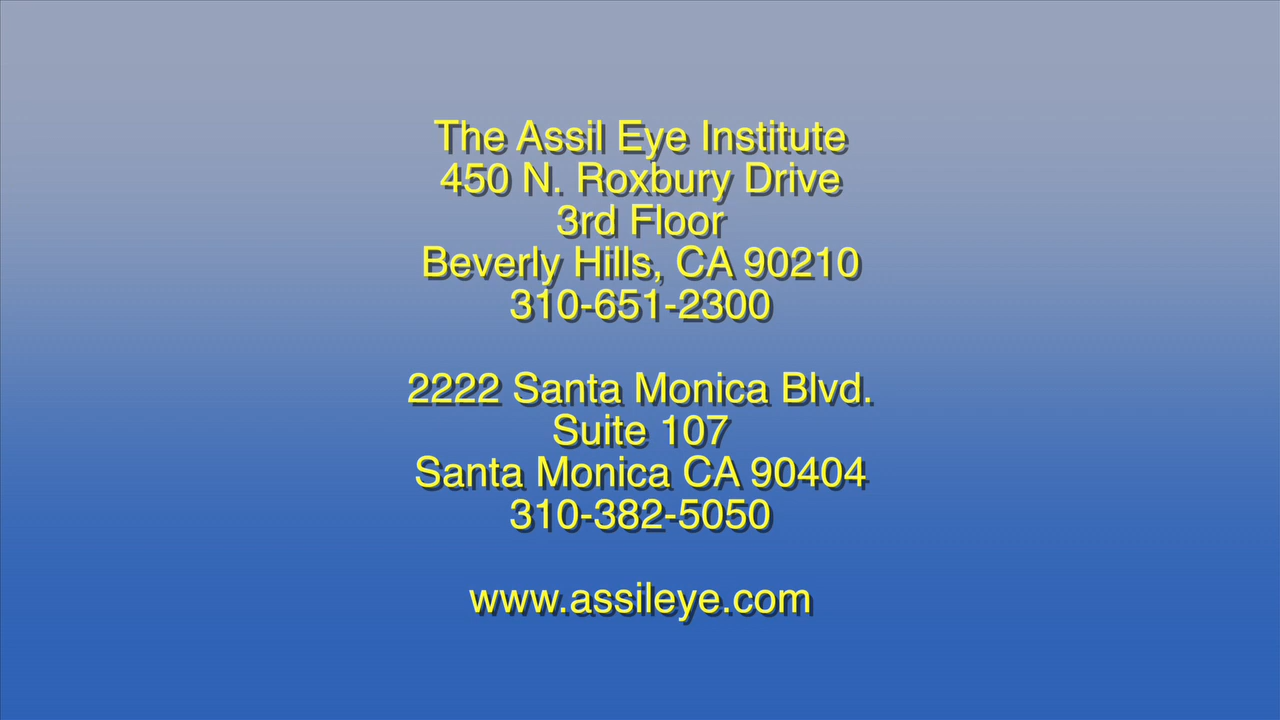 The Assil Eye Institute
450 N. Roxbury Drive
3rd Floor
Beverly Hills, CA 90210
310-651-2300
2222 Santa Monica Blvd.
Suite 107
Santa Monica CA 90404
310-382-5050
www.assileye.com